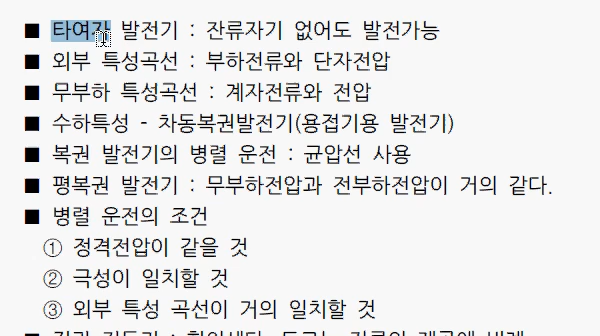 ■ 타여자 발전기 : 잔류자기 없어도 발전가능
■ 외부 특성곡선 : 부하전류와 단자전압
■ 무부하 특성곡선 : 계자전류와 전압
■ 수하특성 - 차동복권발전기(용접기용 발전기)
■ 복권 발전기의 병렬 운전 : 균압선 사용
■ 평복권 발전기 : 무부하전압과 전부하전압이 거의 같다.
■ 병렬 운전의 조건
① 정격전압이 같을 것
② 극성이 일치할 것
③ 외부 특성 곡선이 거의 일치할 것